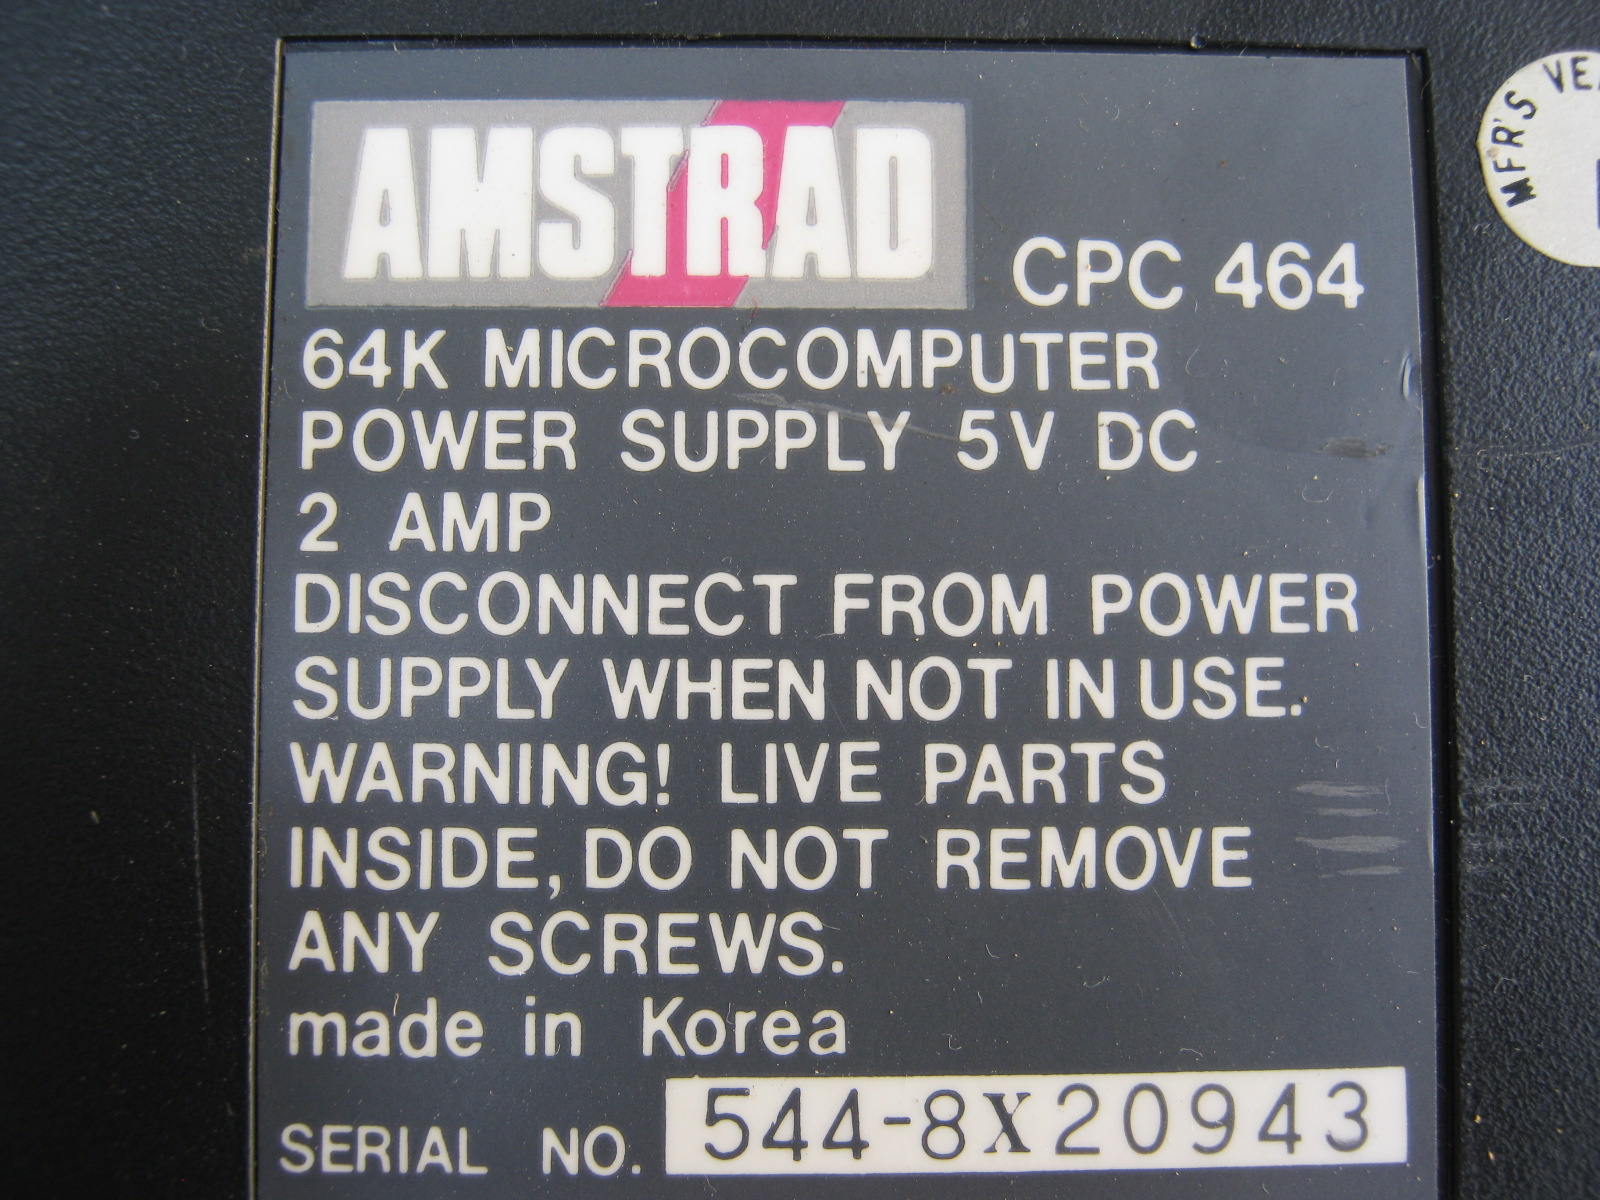 AMSTRAD CPC 464
64K MICROCOMPUTER
POWER SUPPLY 5V DC
2 AMP
DISCONNECT FROM POWER
SUPPLY WHEN NOT IN USE.
WARNING! LIVE PARTS
INSIDE, DO NOT REMOVE
ANY SCREWS.
made in Korea
SERIAL NO. 544-8X20943
MFR'S